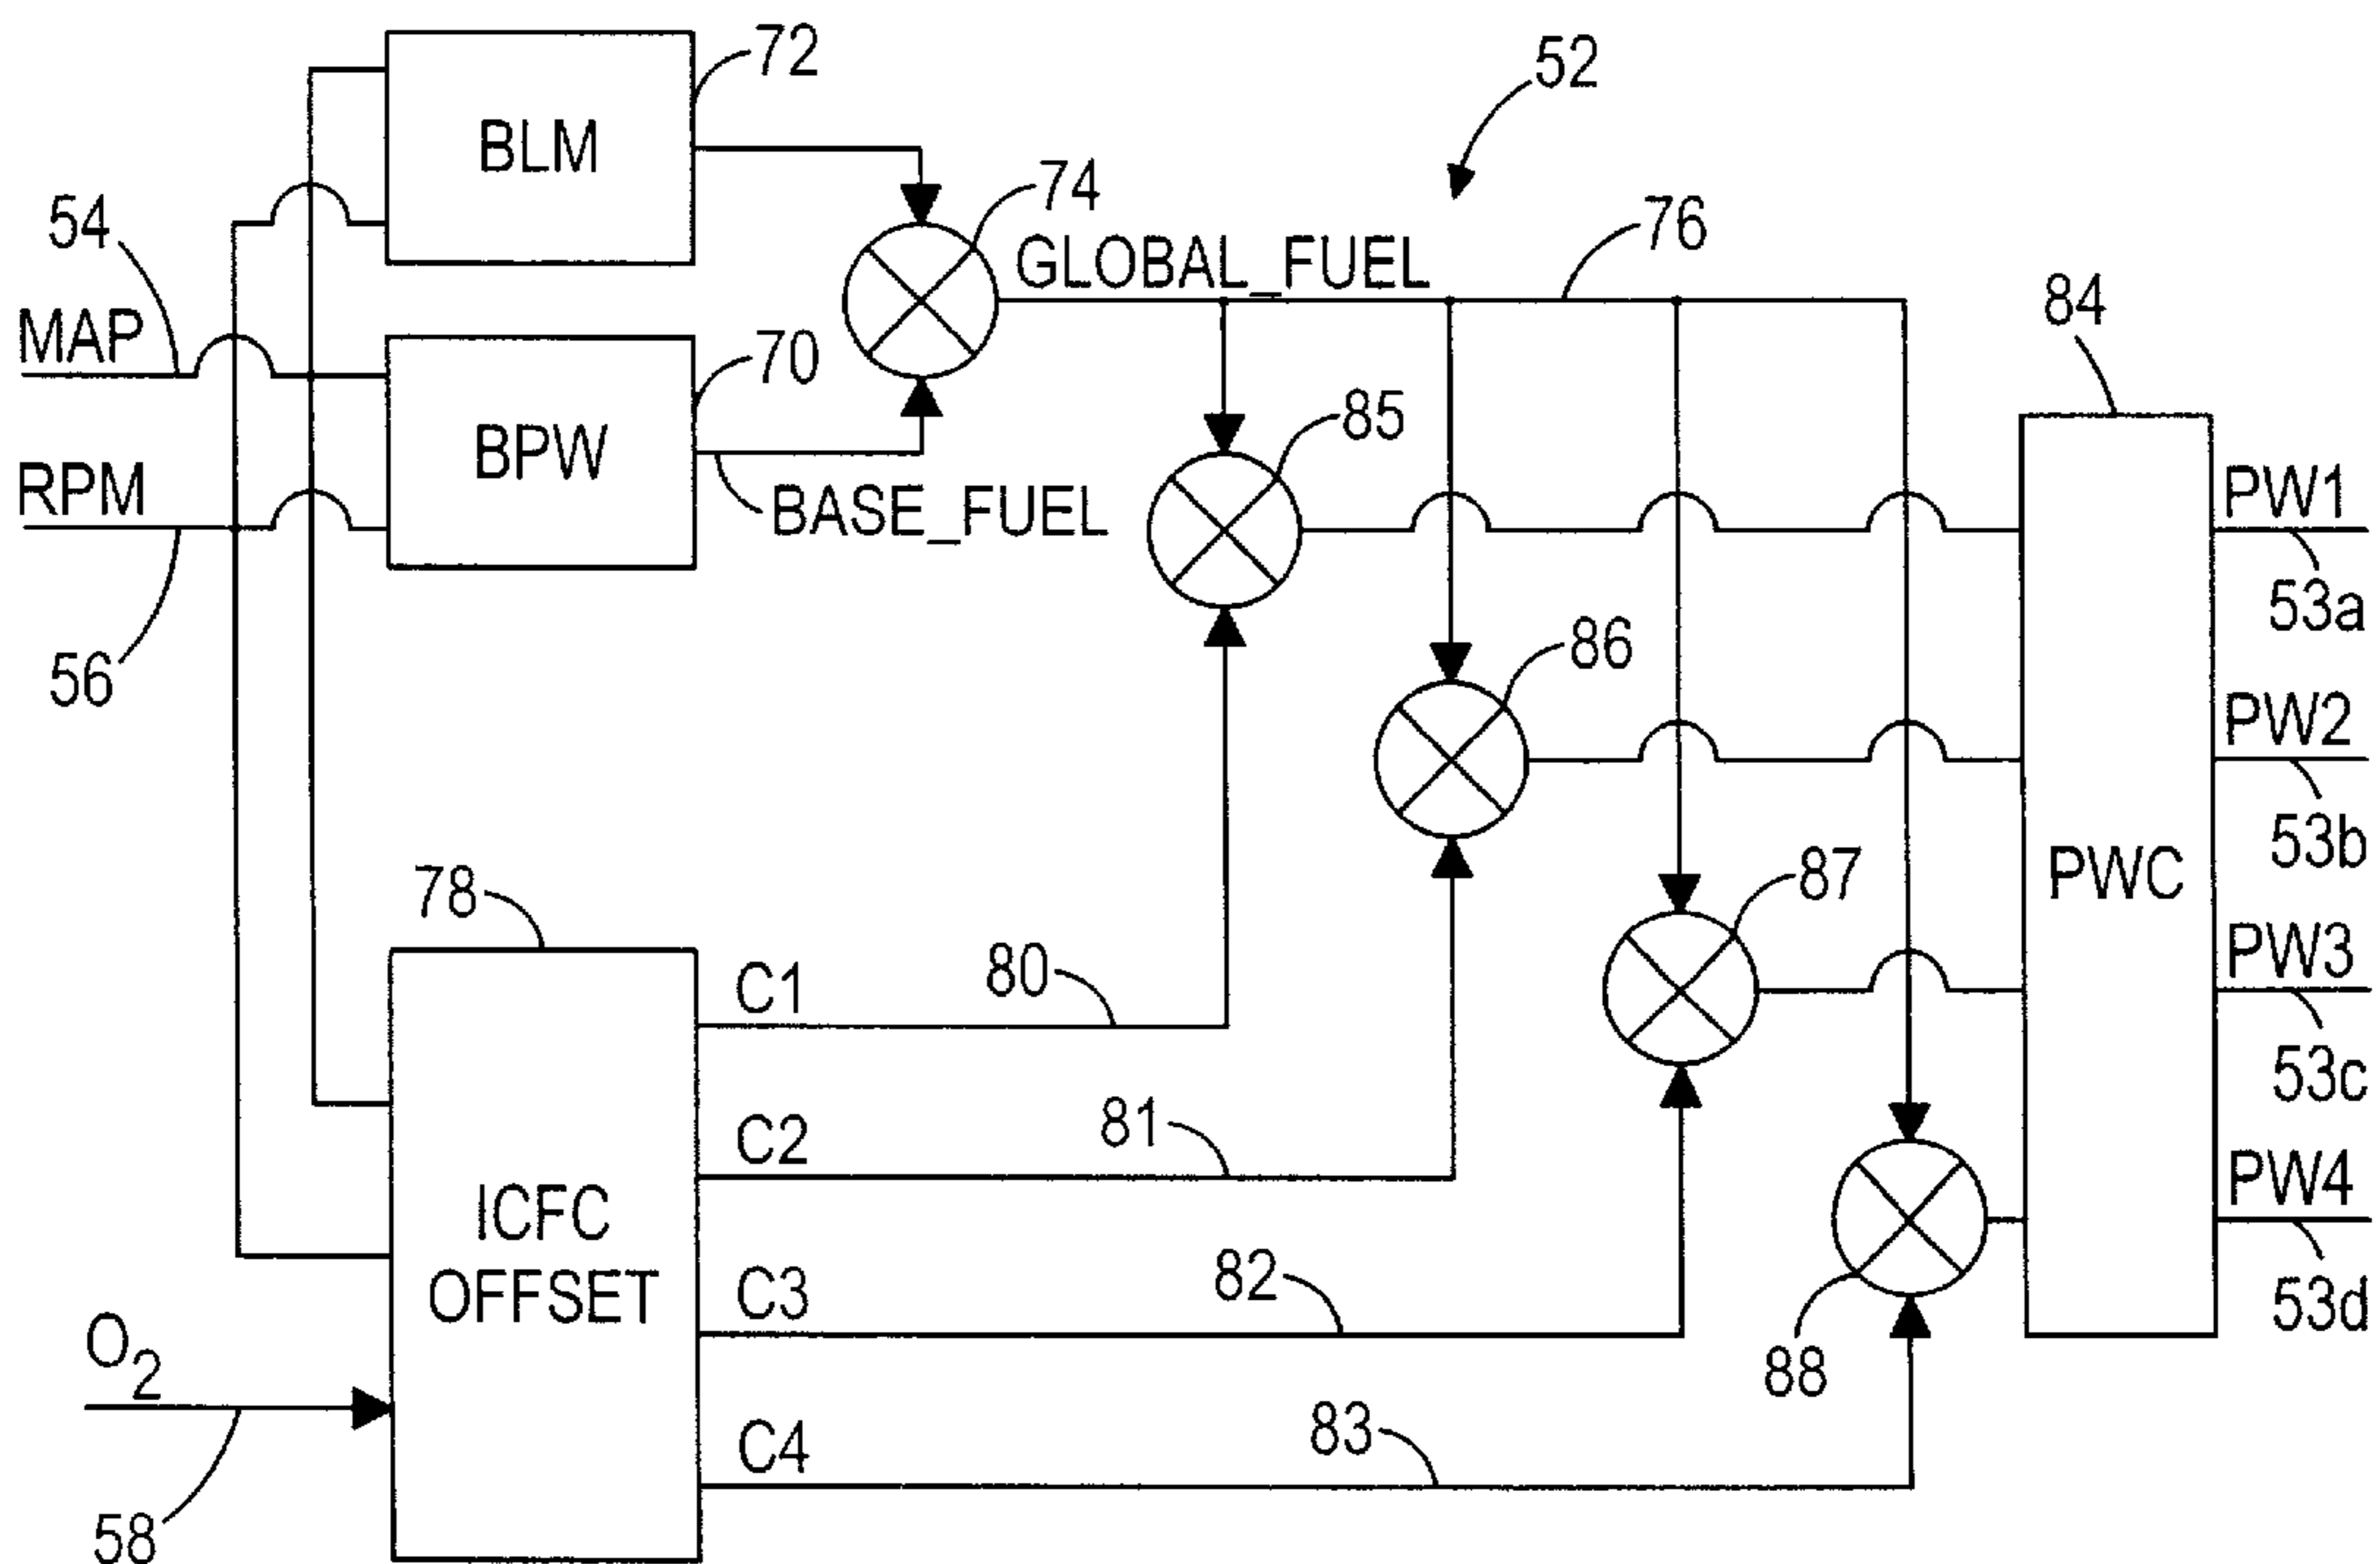 72
52
BLM
74
76
54
GLOBAL_FUEL
84
MAP
70
85
BPW
RPM
BASE_FUEL
PW1
53a
86
56
PW2
53b
87
PWC
78
PW3
C1
80
53c
81
C2
PW4
ICFC
OFFSET
82
C3
53d
O2
88
83
C4
58